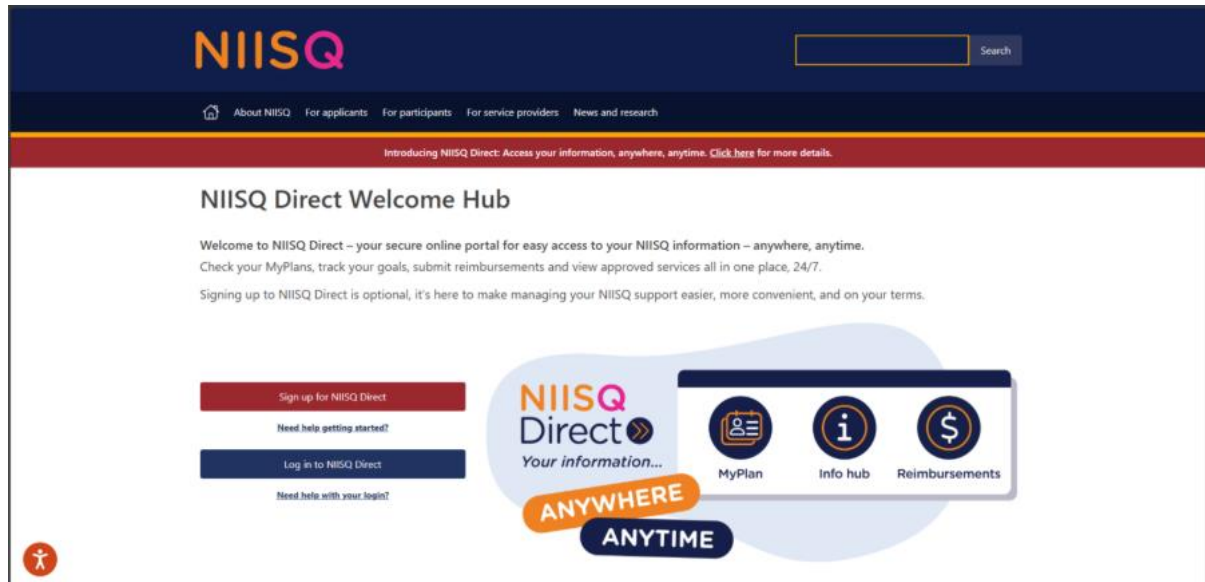 NIISQ
Search
About NIISQ For applicants For participants For service providers News and research
Introducing NIISQ Direct: Access your information, anywhere, anytime. Click here for more details.
NIISQ Direct Welcome Hub
Welcome to NIISQ Direct – your secure online portal for easy access to your NIISQ information – anywhere, anytime.
Check your MyPlans, track your goals, submit reimbursements and view approved services all in one place, 24/7.
Signing up to NIISQ Direct is optional, it's here to make managing your NIISQ support easier, more convenient, and on your terms.
Sign up for NIISQ Direct
Need help getting started?
Log in to NIISQ Direct
Need help with your login?
NIISQ
Direct
Your information...
ANYWHERE
ANYTIME
MyPlan Info hub Reimbursements